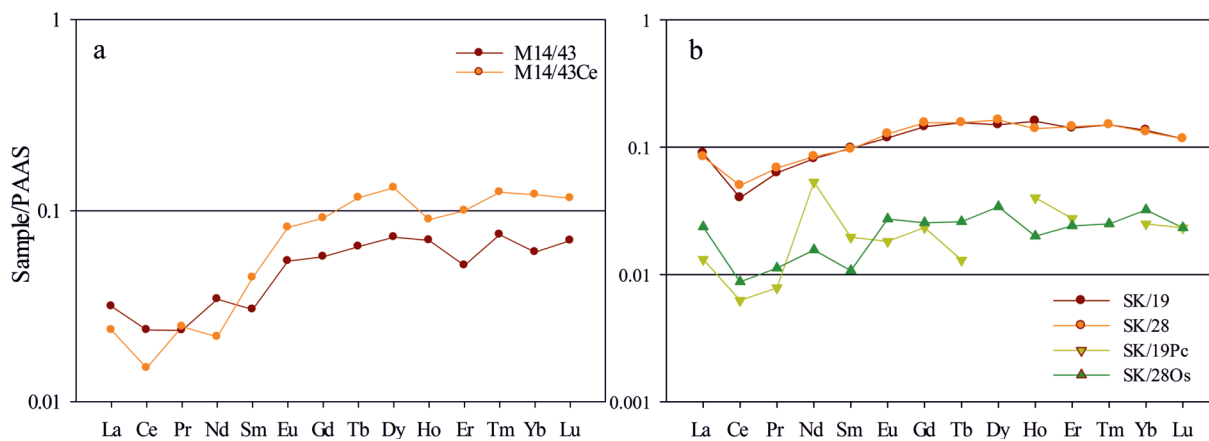 a
M14/43
M14/43Ce
Sample/PAAS
1
0.1
0.01
La Ce Pr Nd Sm Eu Gd Tb Dy Ho Er Tm Yb Lu
b
SK/19
SK/28
SK/19Pc
SK/28Os
1
0.1
0.01
0.001
La Ce Pr Nd Sm Eu Gd Tb Dy Ho Er Tm Yb Lu